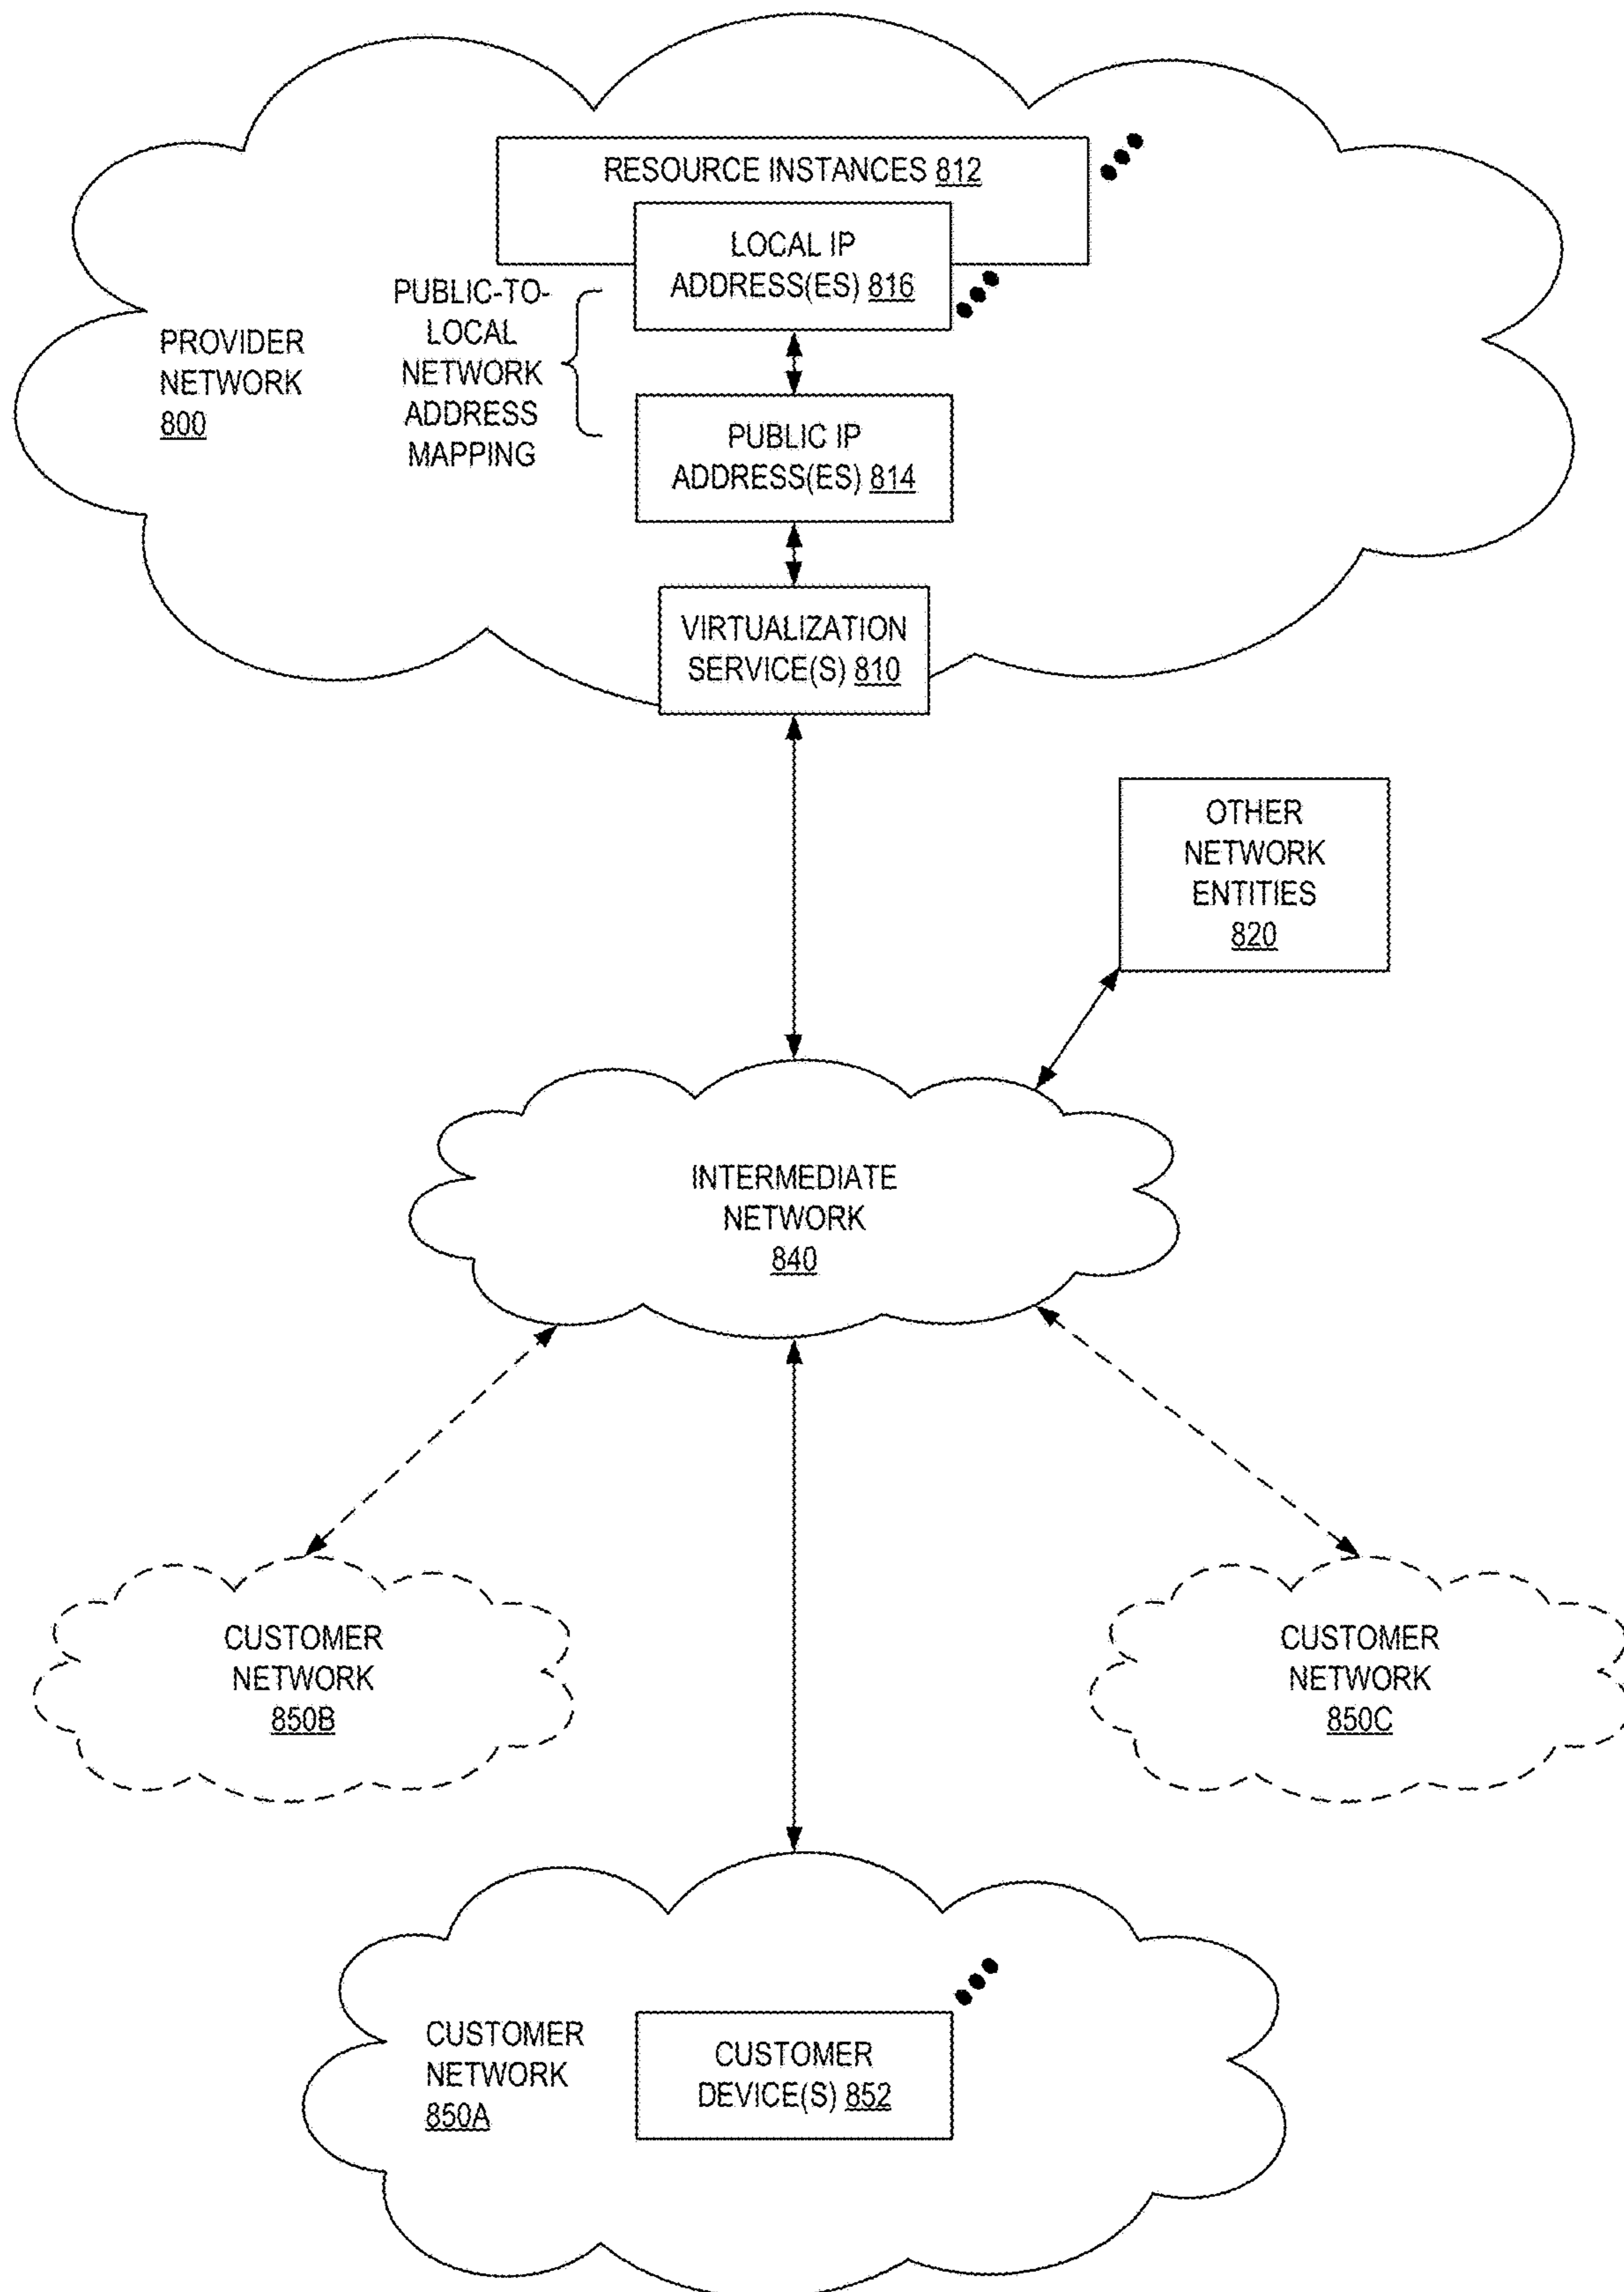 RESOURCE INSTANCES 812
LOCAL IP
ADDRESS(ES) 816
PUBLIC-TO-
LOCAL
NETWORK
ADDRESS
MAPPING
PROVIDER
NETWORK
800
PUBLIC IP
ADDRESS(ES) 814
VIRTUALIZATION
SERVICE(S) 810
OTHER
NETWORK
ENTITIES
820
INTERMEDIATE
NETWORK
840
CUSTOMER
NETWORK
850B
CUSTOMER
NETWORK
850C
CUSTOMER
NETWORK
850A
CUSTOMER
DEVICE(S) 852